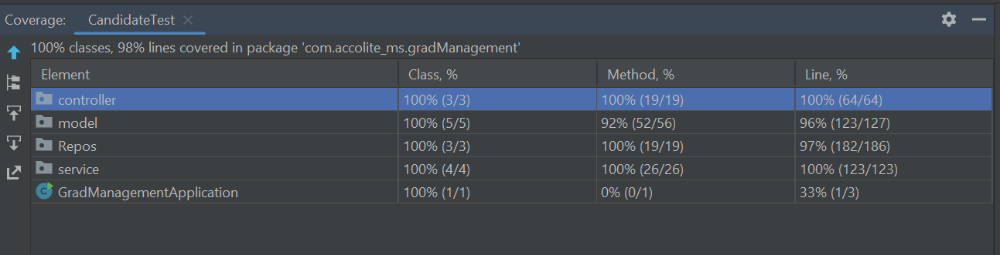 Coverage: CandidateTest
100% classes, 98% lines covered in package 'com.accolite_ms.gradManagement'
Element Class, % Method, % Line, %
controller 100% (3/3) 100% (19/19) 100% (64/64)
model 100% (5/5) 92% (52/56) 96% (123/127)
Repos 100% (3/3) 100% (19/19) 97% (182/186)
service 100% (4/4) 100% (26/26) 100% (123/123)
C GradManagementApplication 100% (1/1) 0% (0/1) 33% (1/3)